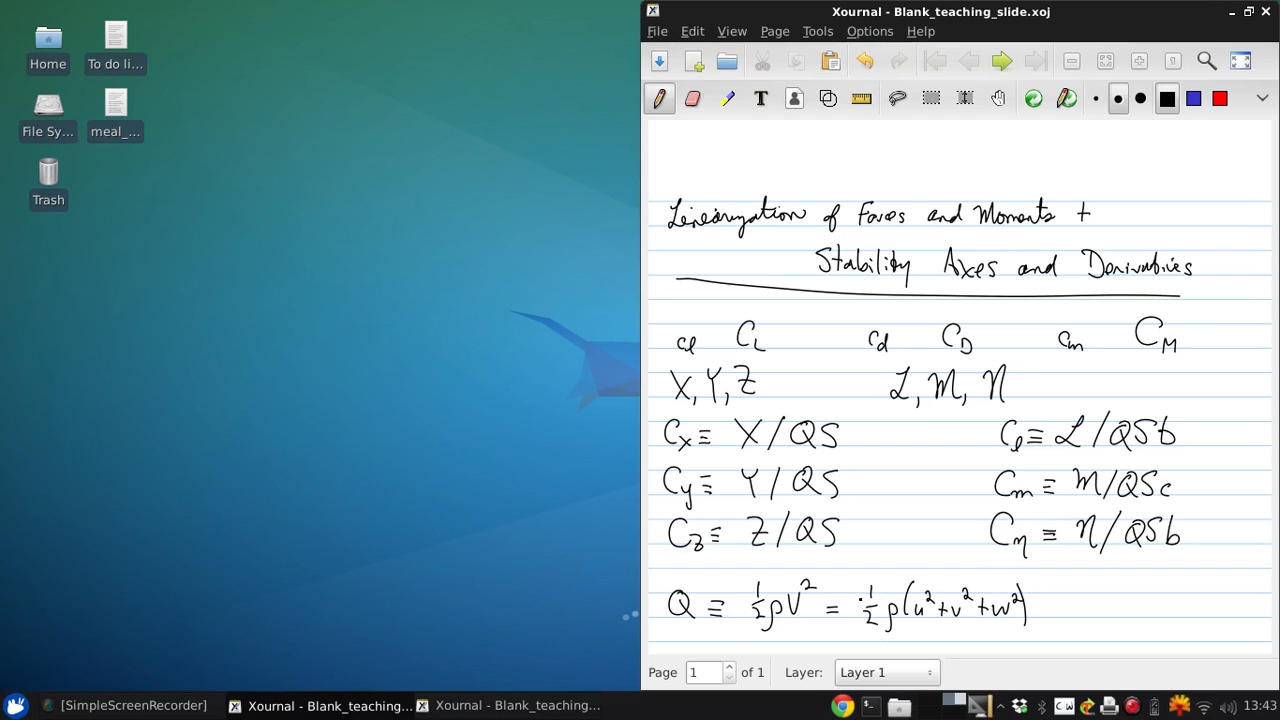 Xournal - Blank_teaching_slide.xoj
File Edit View Page Tools Options Help
Home
To do li...
File Sy...
meal_...
Trash
Linearization of Forces and Moments +
Stability Axes and Derivatives
cl CL cd CD cm CM
X, Y, Z L, M, N
Cx ≡ X/QS Cl ≡ L/QSb
Cy ≡ Y/QS Cm ≡ M/QSc
Cz ≡ Z/QS Cn ≡ N/QSb
Q ≡ ½ρV² = ½ρ(u²+v²+w²)
Page 1 of 1 Layer: Layer 1
[SimpleScreenRecorder] Xournal - Blank_teaching... Xournal - Blank_teaching_slide.... 13:43